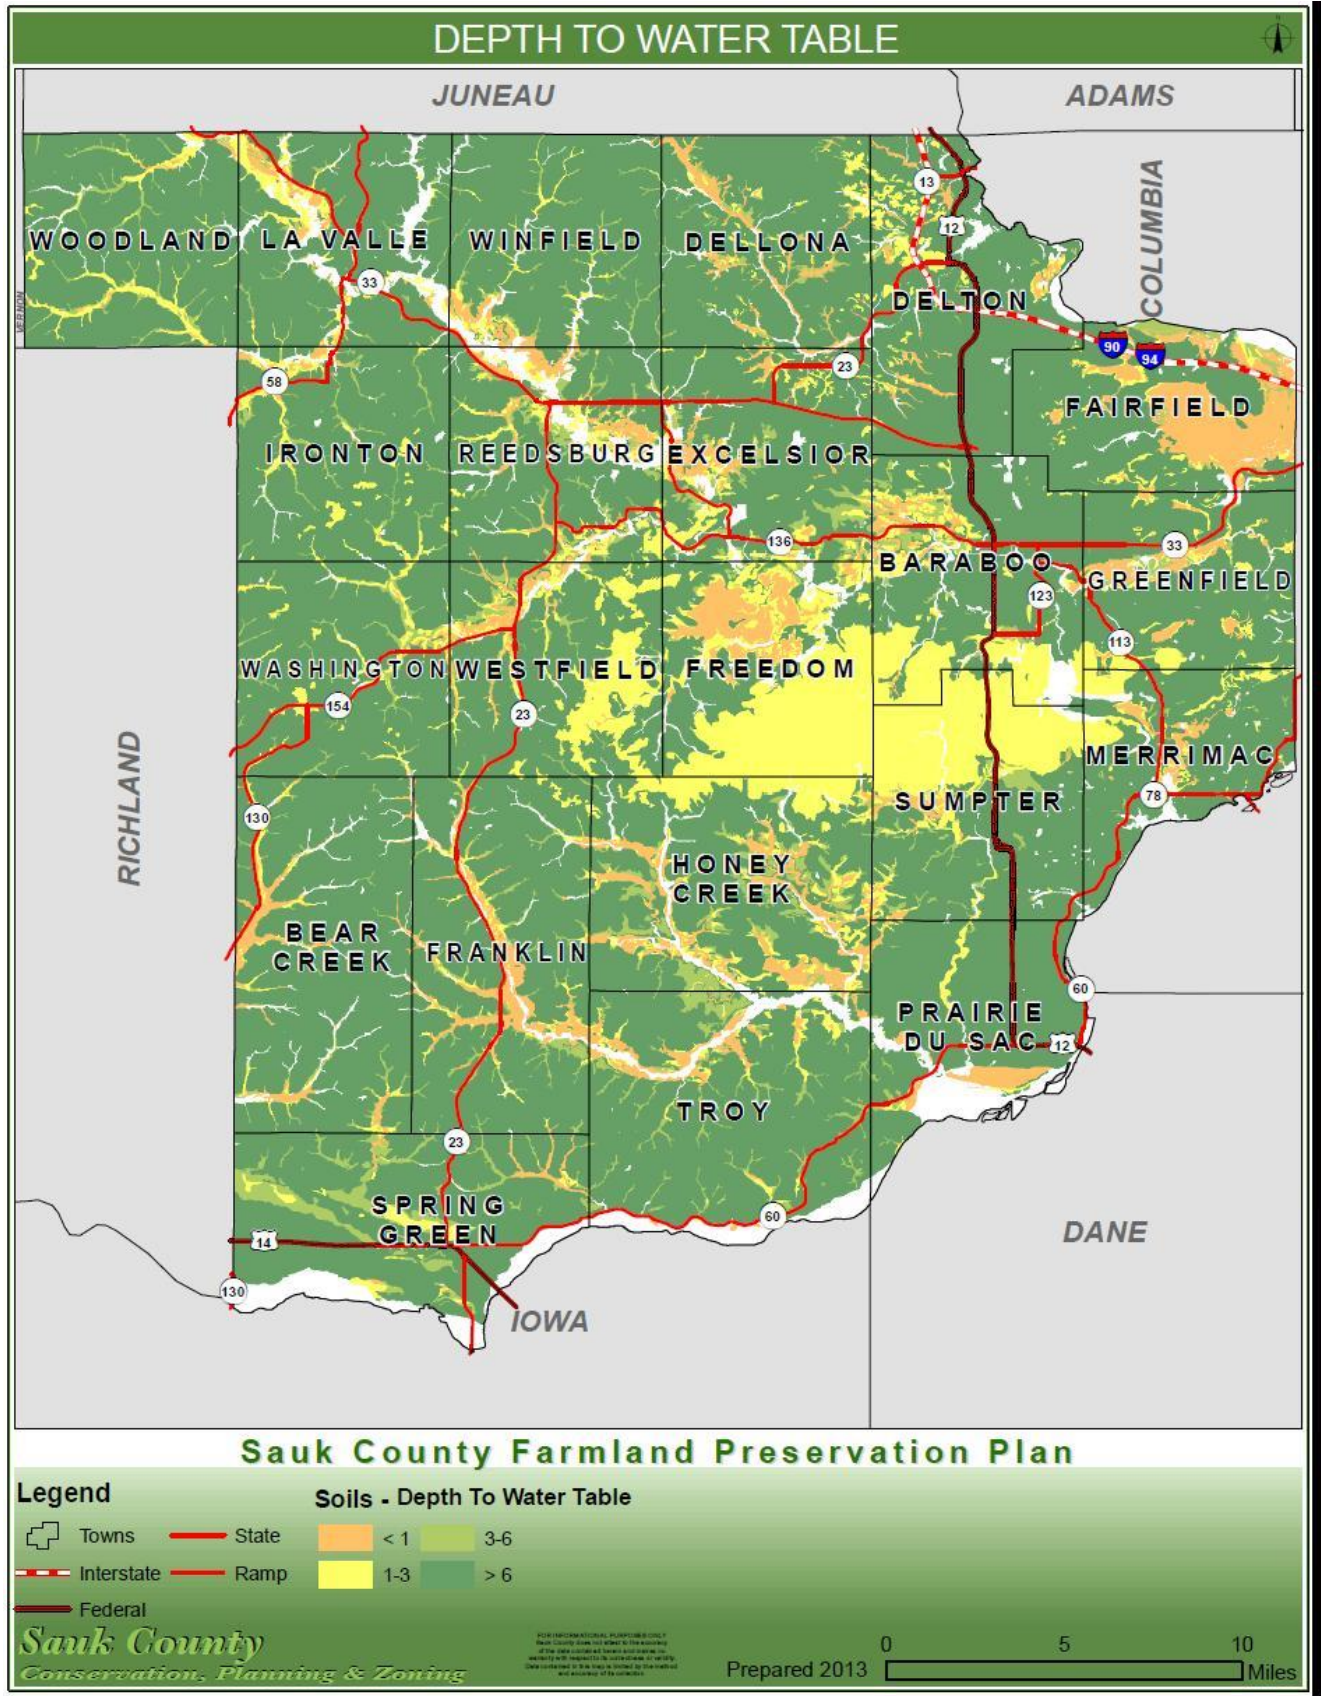 DEPTH TO WATER TABLE
JUNEAU
ADAMS
COLUMBIA
VERNON
RICHLAND
DANE
IOWA
13
12
WOODLAND
LA VALLE
WINFIELD
DELLONA
33
DELTON
90
94
23
58
FAIRFIELD
IRONTON
REEDSBURG
EXCELSIOR
136
33
BARABOO
GREENFIELD
123
113
WASHINGTON
WESTFIELD
FREEDOM
154
23
MERRIMAC
78
SUMPTER
130
HONEY
CREEK
BEAR
CREEK
FRANKLIN
60
PRAIRIE
DU SAC
12
TROY
23
SPRING
GREEN
60
14
130
Sauk County Farmland Preservation Plan
Legend
Soils - Depth To Water Table
Towns
State
< 1
3-6
Interstate
Ramp
1-3
> 6
Federal
Sauk County
Conservation, Planning & Zoning
FOR INFORMATIONAL PURPOSES ONLY
Prepared 2013
0 5 10
Miles